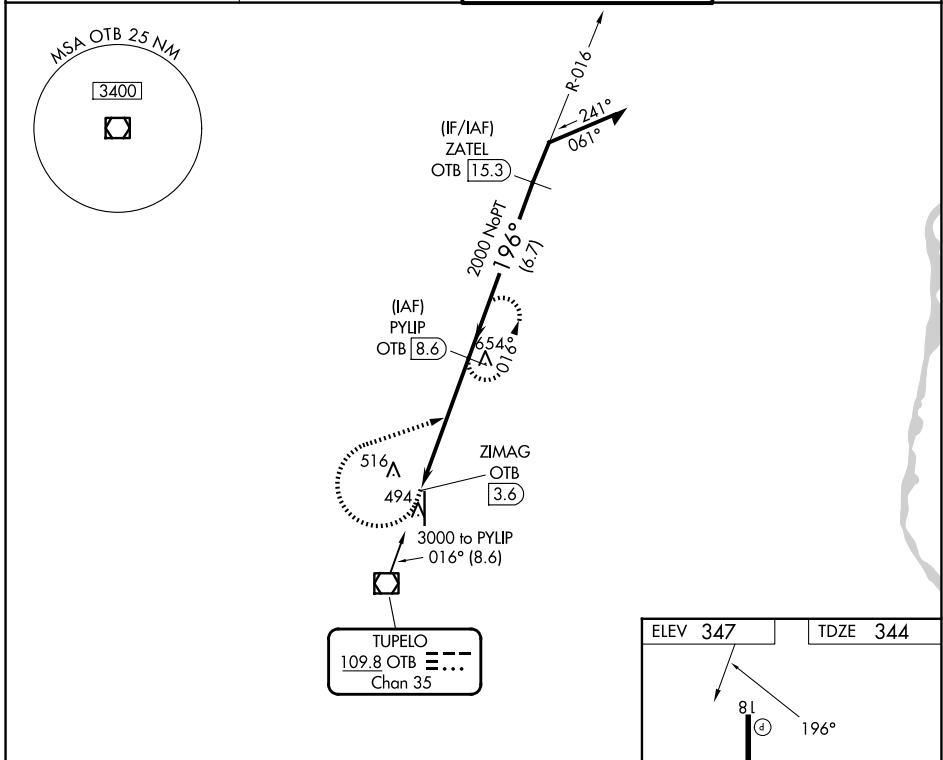 MSA OTB 25 NM
3400
R-016
241°
061°
(IF/IAF)
ZATEL
OTB 15.3
2000 NoPT
196°
(6.7)
(IAF)
PYLIP
OTB 8.6
654
016°
ZIMAG
OTB
3.6
516
494
3000 to PYLIP
016° (8.6)
TUPELO
109.8 OTB
Chan 35
ELEV 347
TDZE 344
18
P
196°